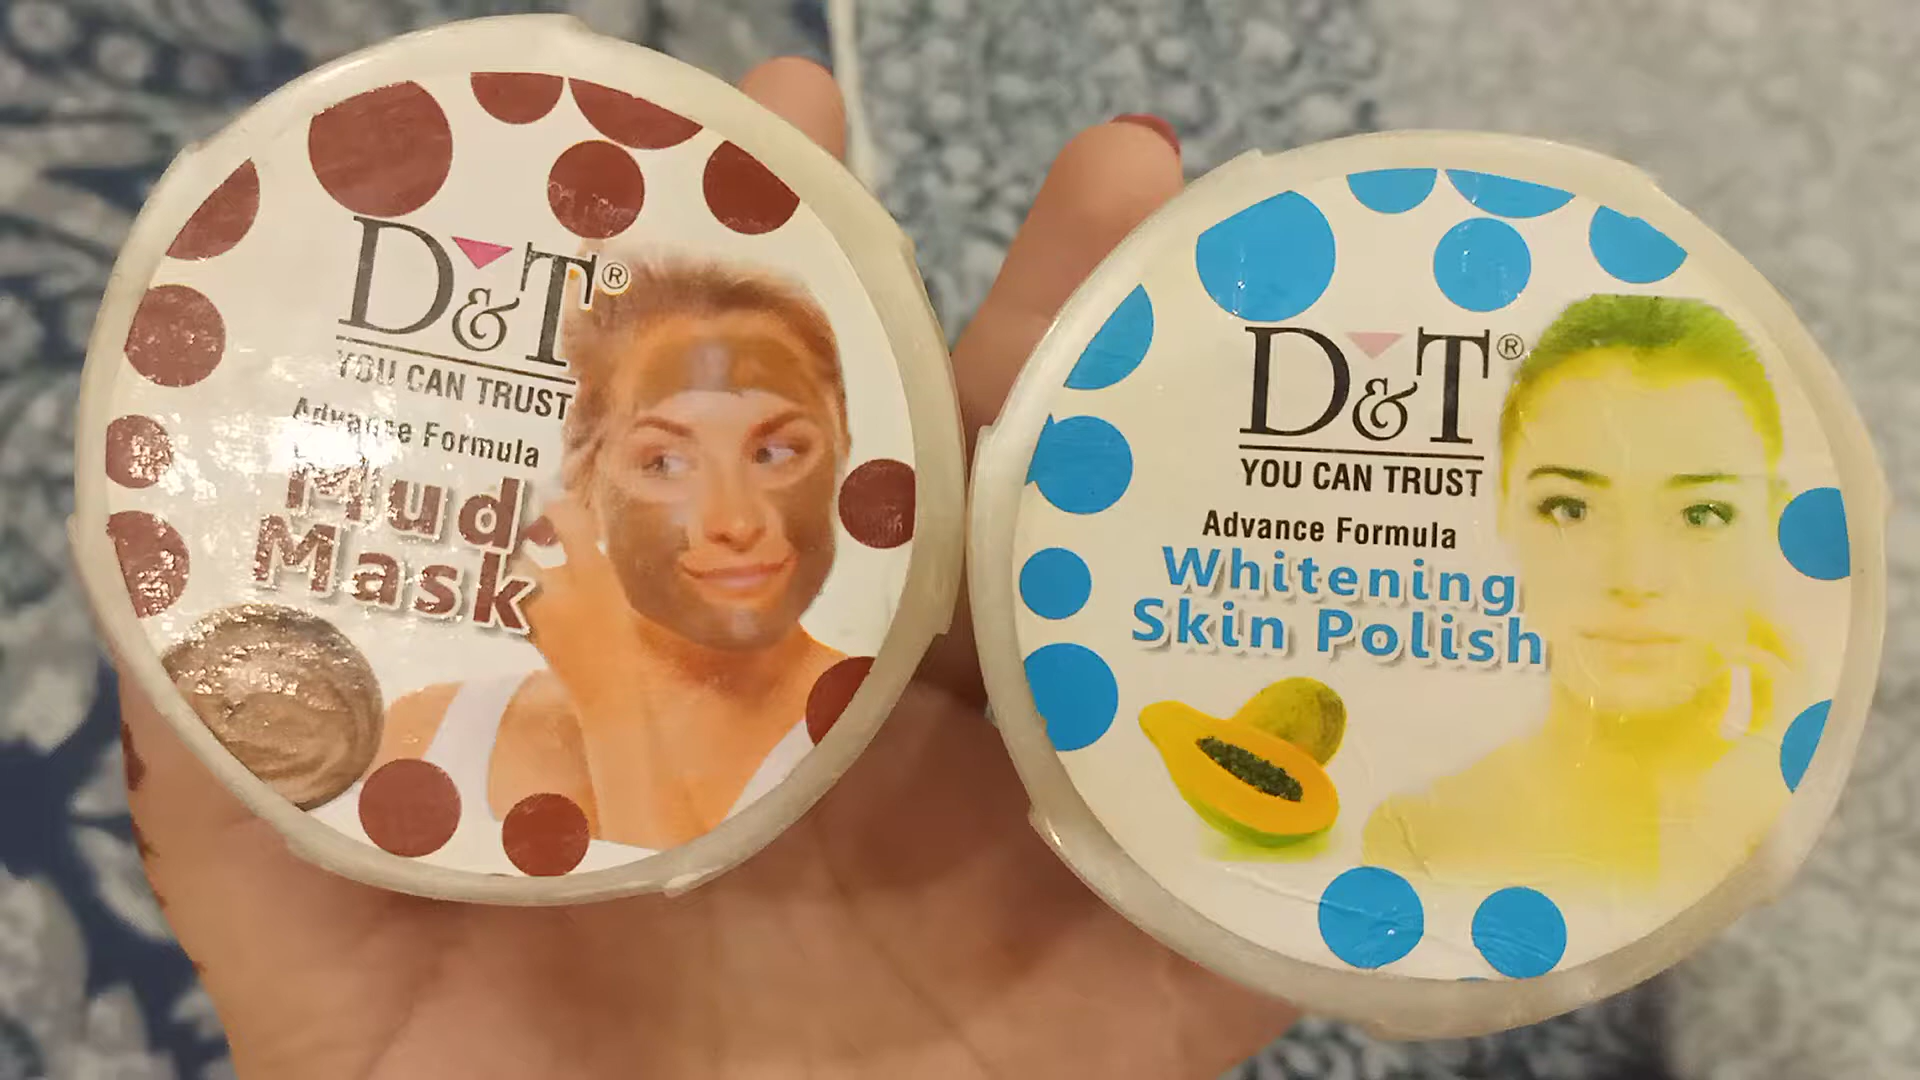 D&T®
YOU CAN TRUST
Advance Formula
Mud
Mask
D&T®
YOU CAN TRUST
Advance Formula
Whitening
Skin Polish